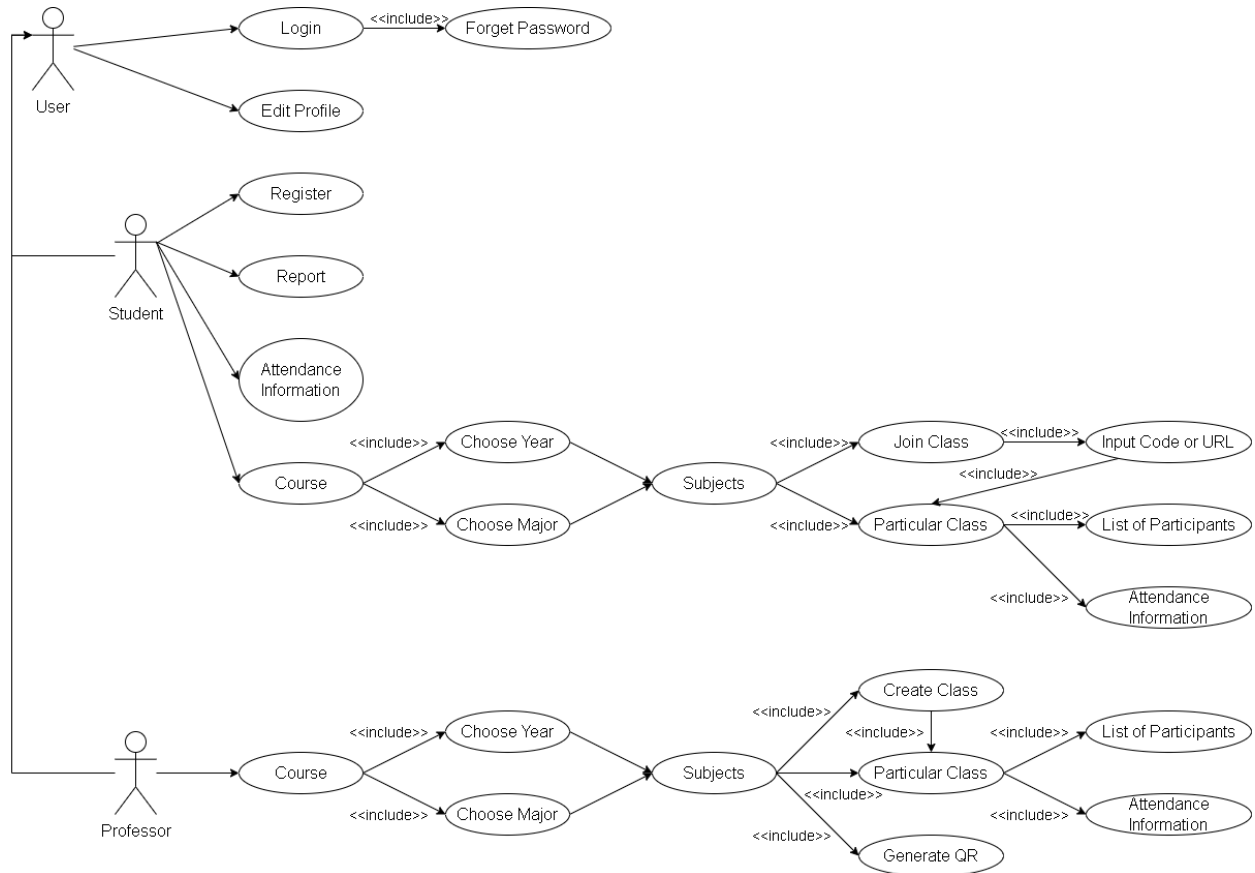 <<include>>
Login
Forget Password
User
Edit Profile
Register
Student
Report
Attendance
Information
<<include>>
Choose Year
<<include>>
Join Class
<<include>>
Input Code or URL
Course
Subjects
<<include>>
<<include>>
Choose Major
<<include>>
Particular Class
<<include>>
List of Participants
<<include>>
Attendance
Information
Create Class
<<include>>
<<include>>
Choose Year
<<include>>
<<include>>
List of Participants
Professor
Course
Subjects
Particular Class
<<include>>
<<include>>
Choose Major
<<include>>
<<include>>
Attendance
Information
Generate QR